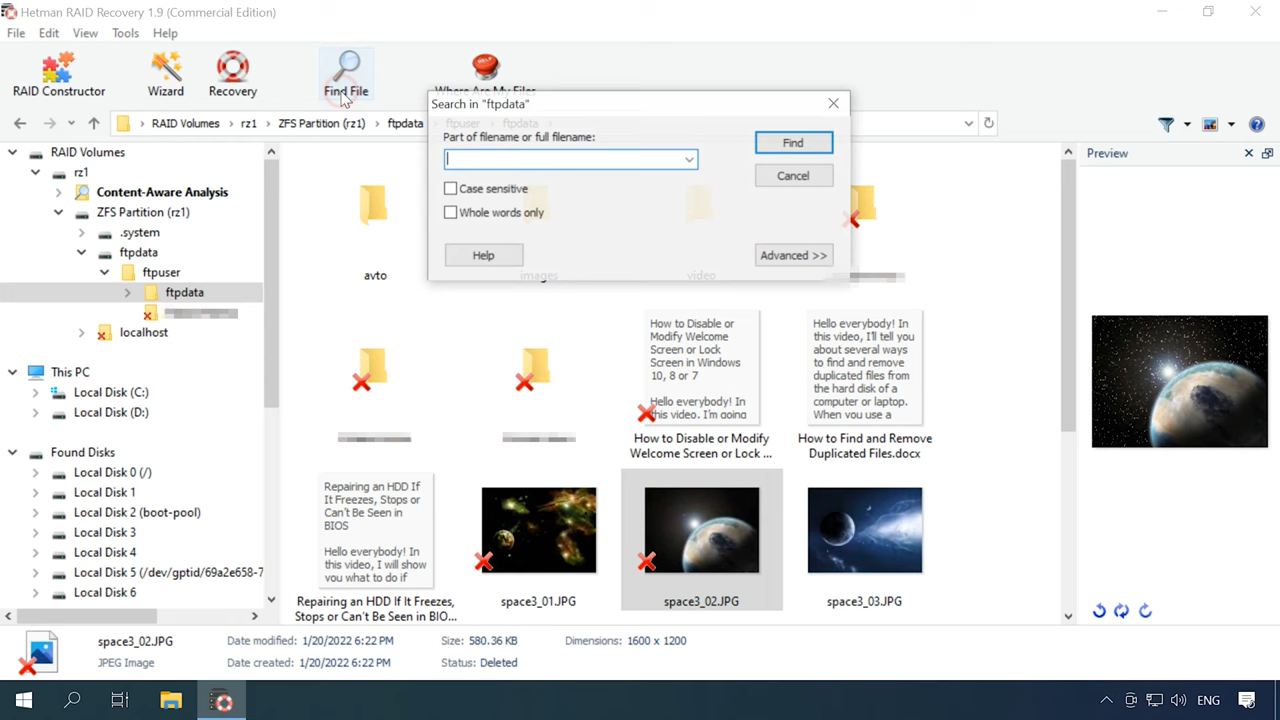 Hetman RAID Recovery 1.9 (Commercial Edition)
File Edit View Tools Help
RAID Constructor Wizard Recovery Find File Where Are My Files
RAID Volumes › rz1 › ZFS Partition (rz1) › ftpdata › ftpuser › ftpdata ›
Search in "ftpdata"
Part of filename or full filename:
Find
Cancel
Case sensitive
Whole words only
Help
Advanced >>
RAID Volumes
rz1
Content-Aware Analysis
ZFS Partition (rz1)
.system
ftpdata
ftpuser
ftpdata
localhost
This PC
Local Disk (C:)
Local Disk (D:)
Found Disks
Local Disk 0 (/)
Local Disk 1
Local Disk 2 (boot-pool)
Local Disk 3
Local Disk 4
Local Disk 5 (/dev/gptid/69a2e658-7
Local Disk 6
avto
images
video
How to Disable or
Modify Welcome
Screen or Lock
Screen in Windows
10, 8 or 7
Hello everybody! In
this video, I'm going
How to Disable or Modify
Welcome Screen or Lock ...
Hello everybody! In
this video, I'll tell you
about several ways
to find and remove
duplicated files from
the hard disk of a
computer or laptop.
When you use a
How to Find and Remove
Duplicated Files.docx
Repairing an HDD If
It Freezes, Stops or
Can't Be Seen in
BIOS
Hello everybody! In
this video, I will show
you what to do if
Repairing an HDD If It Freezes,
Stops or Can't Be Seen in BIO...
space3_01.JPG
space3_02.JPG
space3_03.JPG
Preview
space3_02.JPG
JPEG Image
Date modified: 1/20/2022 6:22 PM
Date created: 1/20/2022 6:22 PM
Size: 580.36 KB
Status: Deleted
Dimensions: 1600 x 1200
ENG